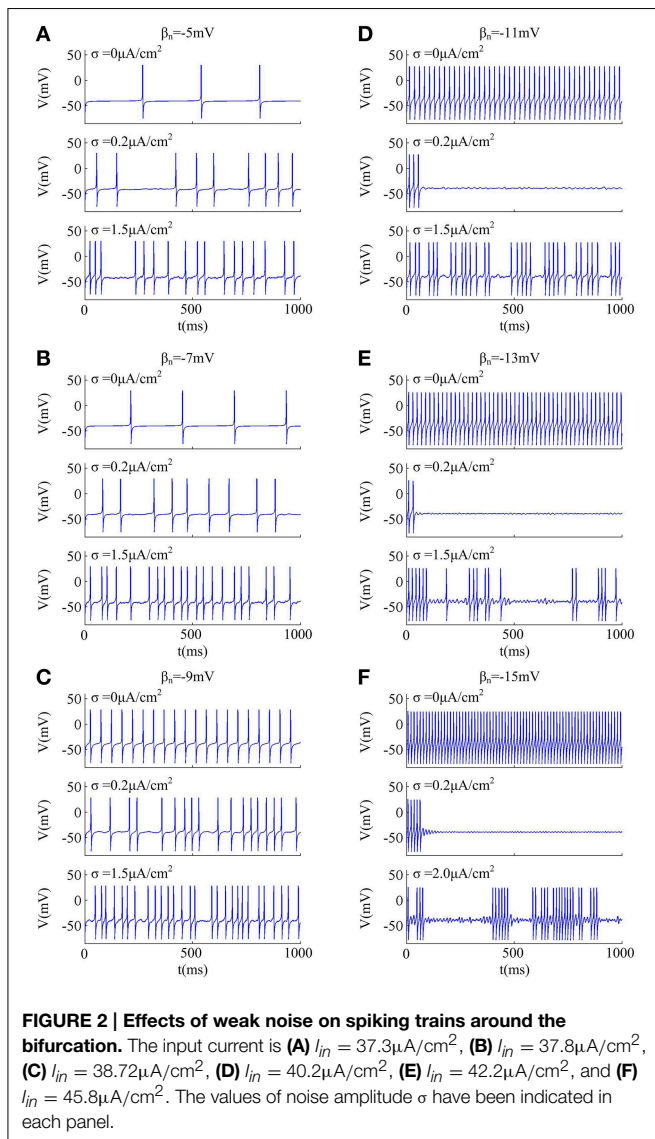 A
βn=-5mV
σ =0μA/cm²
50
0
-50
V(mV)
σ =0.2μA/cm²
50
0
-50
V(mV)
σ =1.5μA/cm²
50
0
-50
V(mV)
0
500
1000
t(ms)
B
βn=-7mV
σ =0μA/cm²
50
0
-50
V(mV)
σ =0.2μA/cm²
50
0
-50
V(mV)
σ =1.5μA/cm²
50
0
-50
V(mV)
0
500
1000
t(ms)
C
βn=-9mV
σ =0μA/cm²
50
0
-50
V(mV)
σ =0.2μA/cm²
50
0
-50
V(mV)
σ =1.5μA/cm²
50
0
-50
V(mV)
0
500
1000
t(ms)
D
βn=-11mV
σ =0μA/cm²
50
0
-50
V(mV)
σ =0.2μA/cm²
50
0
-50
V(mV)
σ =1.5μA/cm²
50
0
-50
V(mV)
0
500
1000
t(ms)
E
βn=-13mV
σ =0μA/cm²
50
0
-50
V(mV)
σ =0.2μA/cm²
50
0
-50
V(mV)
σ =1.5μA/cm²
50
0
-50
V(mV)
0
500
1000
t(ms)
F
βn=-15mV
σ =0μA/cm²
50
0
-50
V(mV)
σ =0.2μA/cm²
50
0
-50
V(mV)
σ =2.0μA/cm²
50
0
-50
V(mV)
0
500
1000
t(ms)
FIGURE 2 | Effects of weak noise on spiking trains around the
bifurcation. The input current is (A) Iin = 37.3μA/cm², (B) Iin = 37.8μA/cm²,
(C) Iin = 38.72μA/cm², (D) Iin = 40.2μA/cm², (E) Iin = 42.2μA/cm², and (F)
Iin = 45.8μA/cm². The values of noise amplitude σ have been indicated in
each panel.